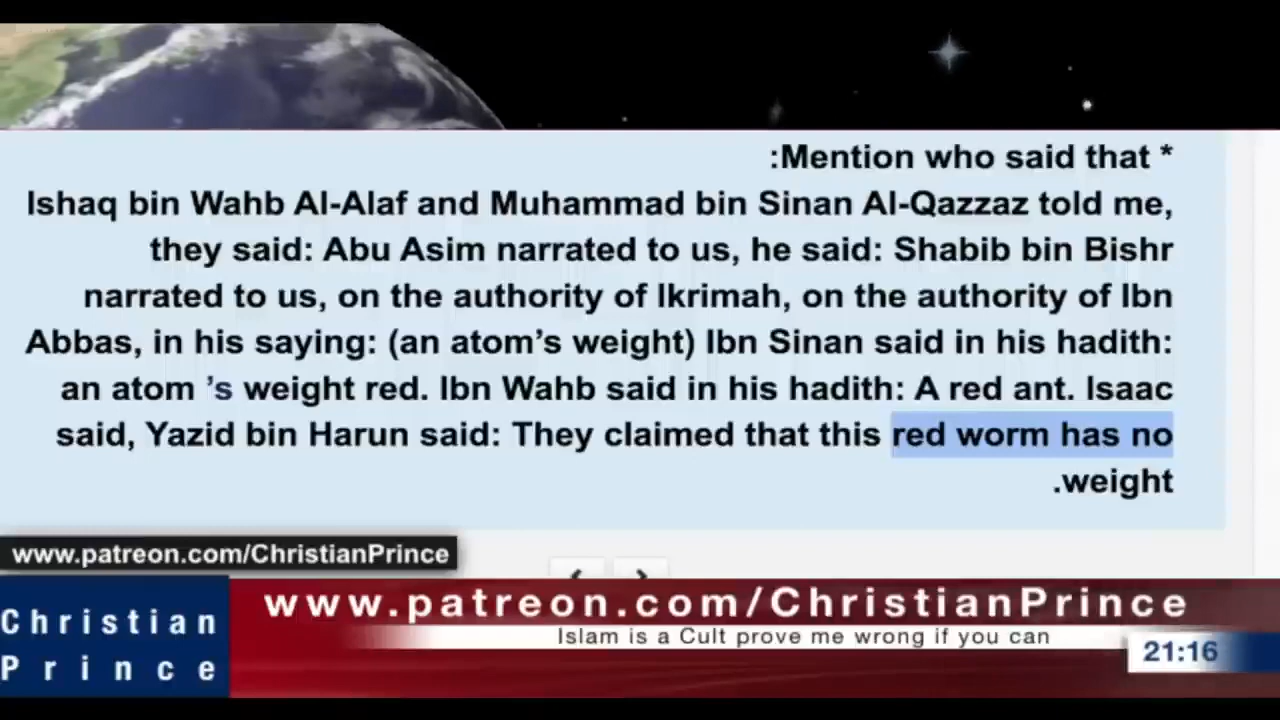 :Mention who said that *
Ishaq bin Wahb Al-Alaf and Muhammad bin Sinan Al-Qazzaz told me,
they said: Abu Asim narrated to us, he said: Shabib bin Bishr
narrated to us, on the authority of Ikrimah, on the authority of Ibn
Abbas, in his saying: (an atom’s weight) Ibn Sinan said in his hadith:
an atom ’s weight red. Ibn Wahb said in his hadith: A red ant. Isaac
said, Yazid bin Harun said: They claimed that this red worm has no
.weight
www.patreon.com/ChristianPrince
Christian
Prince
www.patreon.com/ChristianPrince
Islam is a Cult prove me wrong if you can
21:16